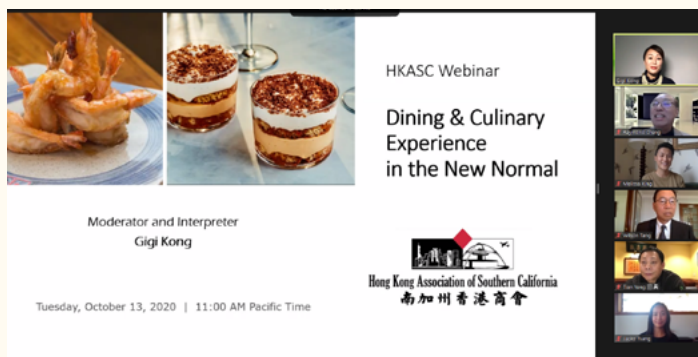 HKASC Webinar
Dining & Culinary
Experience
in the New Normal
Moderator and Interpreter
Gigi Kong
Hong Kong Association of Southern California
南加州香港商會
Tuesday, October 13, 2020 | 11:00 AM Pacific Time